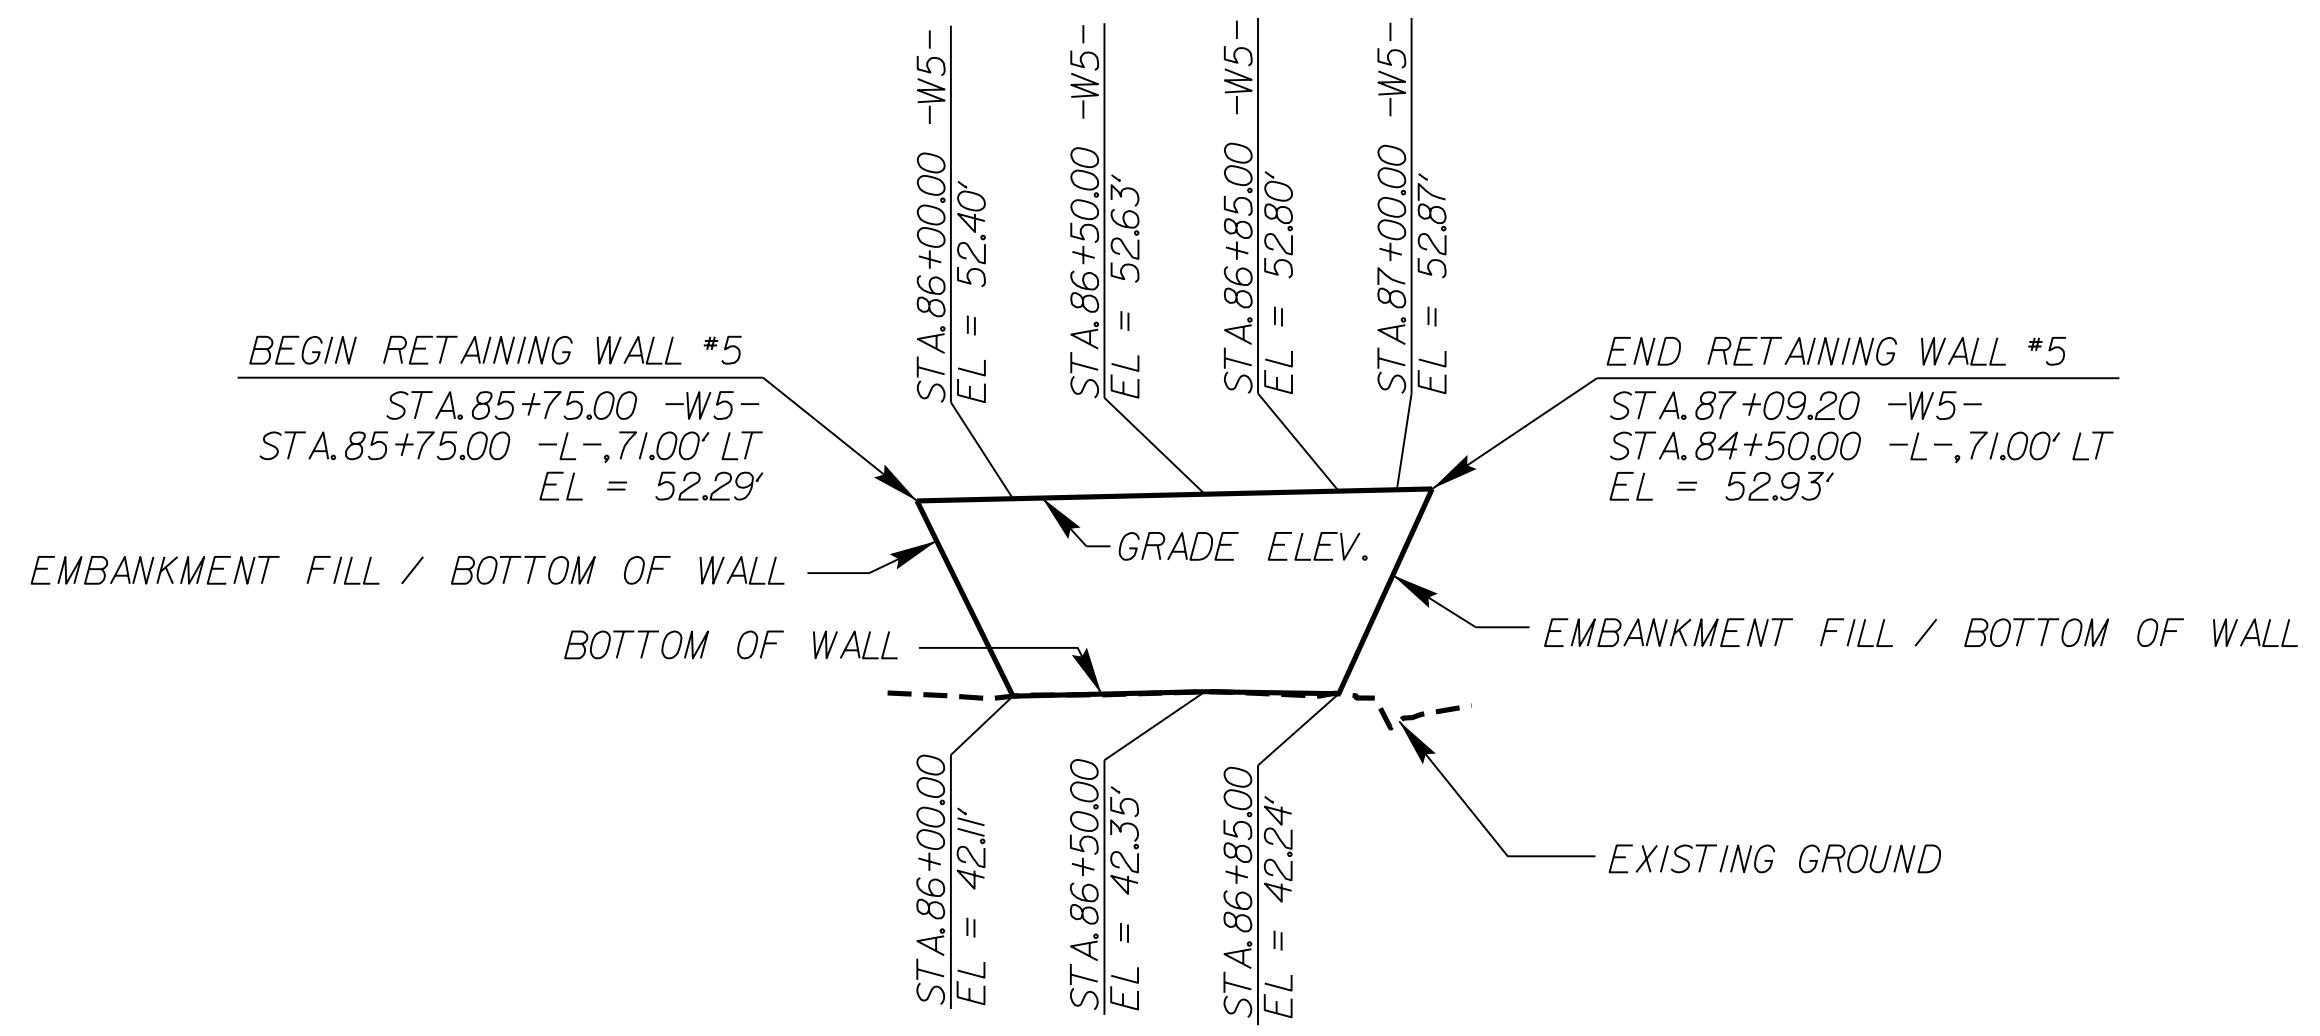 STA.86+00.00 -W5-
EL = 52.40'
STA.86+50.00 -W5-
EL = 52.63'
STA.86+85.00 -W5-
EL = 52.80'
STA.87+00.00 -W5-
EL = 52.87'
BEGIN RETAINING WALL #5
STA.85+75.00 -W5-
STA.85+75.00 -L-,71.00' LT
EL = 52.29'
END RETAINING WALL #5
STA.87+09.20 -W5-
STA.84+50.00 -L-,71.00' LT
EL = 52.93'
GRADE ELEV.
EMBANKMENT FILL / BOTTOM OF WALL
EMBANKMENT FILL / BOTTOM OF WALL
BOTTOM OF WALL
STA.86+00.00
EL = 42.11'
STA.86+50.00
EL = 42.35'
STA.86+85.00
EL = 42.24'
EXISTING GROUND